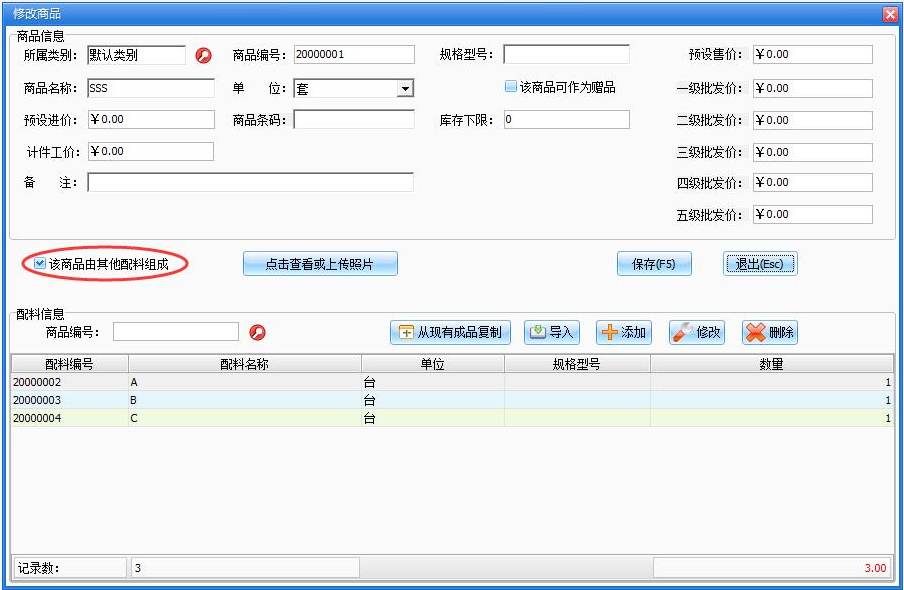 修改商品
商品信息
所属类别: 默认类别 商品编号: 20000001 规格型号: 预设售价: ￥0.00
商品名称: SSS 单 位: 套 该商品可作为赠品 一级批发价: ￥0.00
预设进价: ￥0.00 商品条码: 库存下限: 0 二级批发价: ￥0.00
计件工价: ￥0.00 三级批发价: ￥0.00
备 注: 四级批发价: ￥0.00
五级批发价: ￥0.00
该商品由其他配料组成 点击查看或上传照片 保存(F5) 退出(Esc)
配料信息
商品编号: 从现有成品复制 导入 添加 修改 删除
配料编号 配料名称 单位 规格型号 数量
20000002 A 台 1
20000003 B 台 1
20000004 C 台 1
记录数: 3 3.00